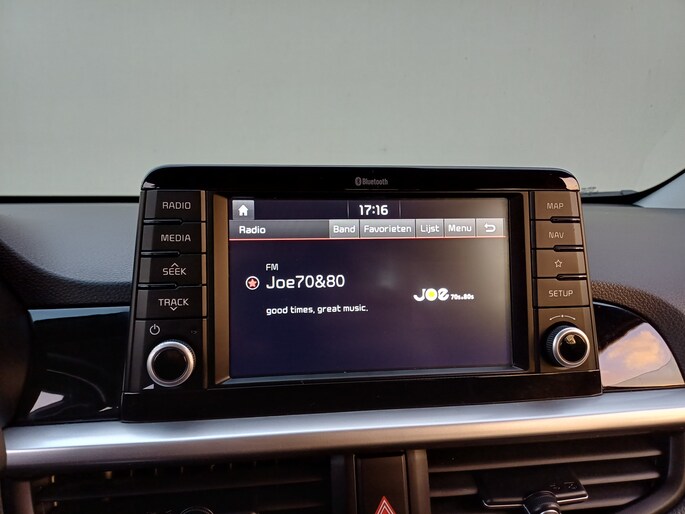 Bluetooth
RADIO
MEDIA
SEEK
TRACK
17:16
Radio Band Favorieten Lijst Menu
FM
Joe70&80
good times, great music.
JOe 70s&80s
MAP
NAV
SETUP